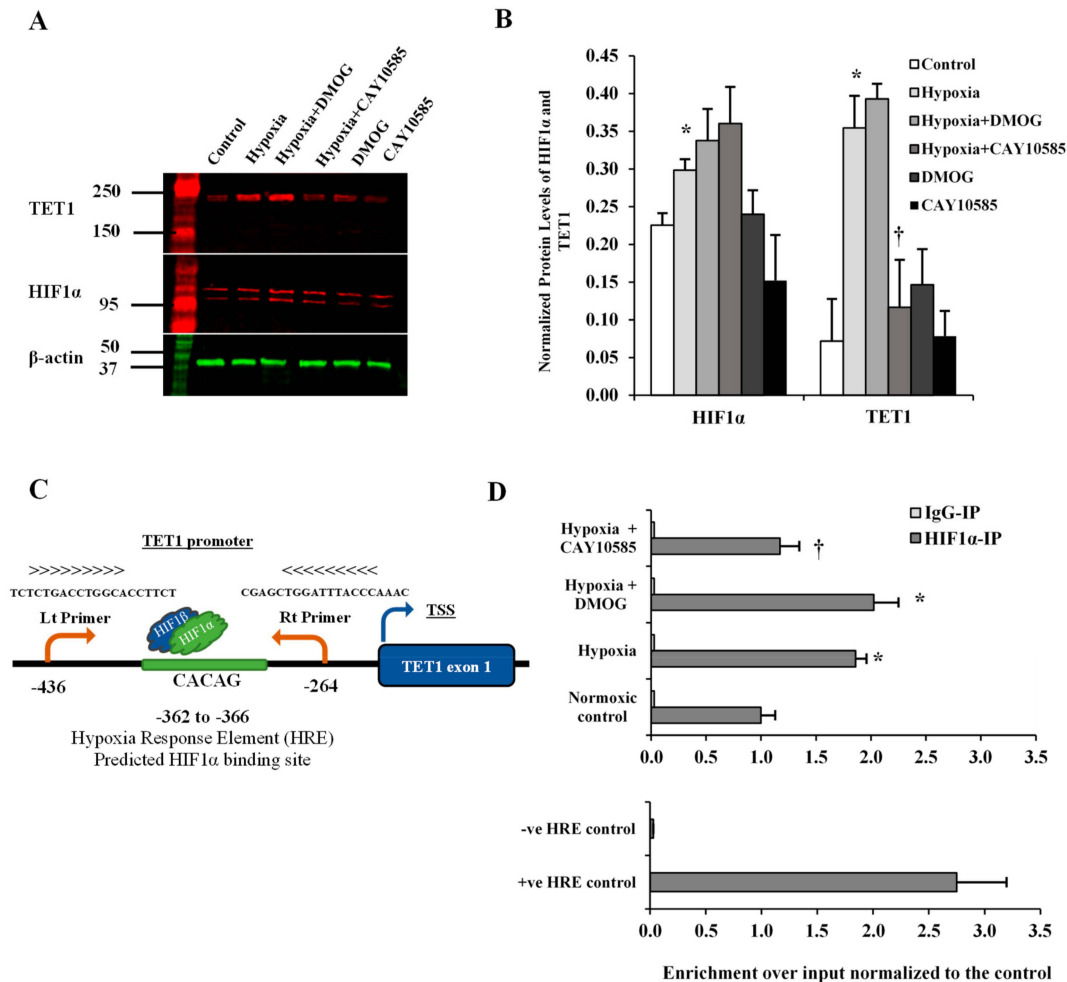 A
Control
Hypoxia
Hypoxia+DMOG
Hypoxia+CAY10585
DMOG
CAY10585
TET1
250
150
HIF1α
95
β-actin
50
37
B
Normalized Protein Levels of HIF1α and
TET1
0.45
0.40
0.35
0.30
0.25
0.20
0.15
0.10
0.05
0.00
*
*
†
HIF1α
TET1
Control
Hypoxia
Hypoxia+DMOG
Hypoxia+CAY10585
DMOG
CAY10585
C
TET1 promoter
>>>>>>>>>
<<<<<<<<<
TCTCTGACCTGGCACCTTCT
CGAGCTGGATTTACCCAAAC
Lt Primer
HIF1β
HIF1α
Rt Primer
TSS
TET1 exon 1
-436
CACAG
-264
-362 to -366
Hypoxia Response Element (HRE)
Predicted HIF1α binding site
D
IgG-IP
HIF1α-IP
Hypoxia +
CAY10585
†
Hypoxia +
DMOG
*
Hypoxia
*
Normoxic
control
0.0 0.5 1.0 1.5 2.0 2.5 3.0 3.5
-ve HRE control
+ve HRE control
0.0 0.5 1.0 1.5 2.0 2.5 3.0 3.5
Enrichment over input normalized to the control